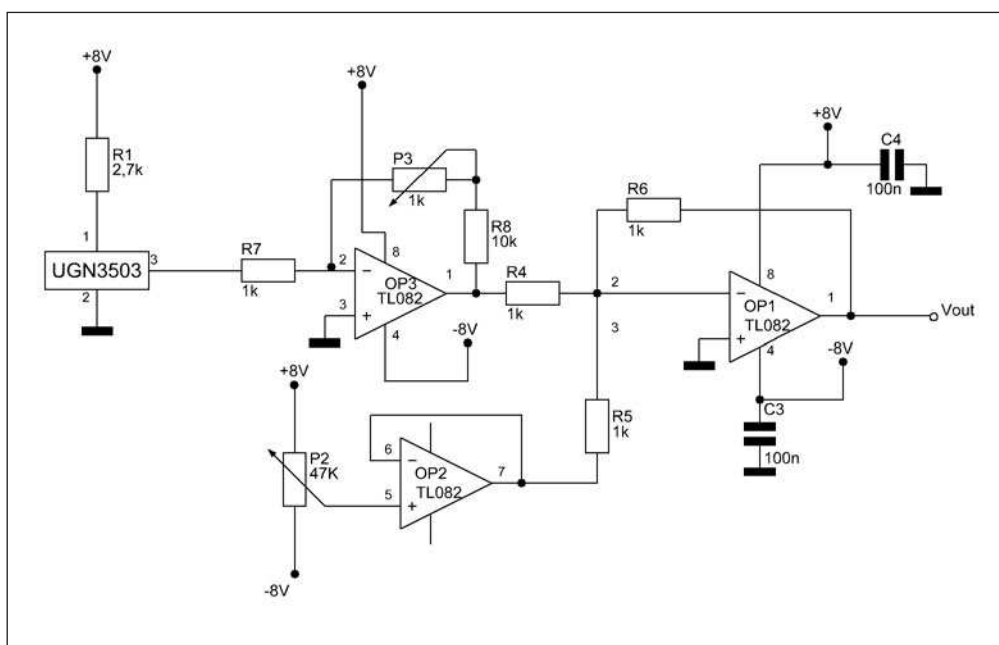 +8V
R1
2,7k
1
UGN3503
3
2
R7
1k
+8V
P3
1k
R8
10k
2
8
−
OP3
TL082
1
3
+
4
-8V
R4
1k
R6
1k
2
3
R5
1k
+8V
P2
47K
-8V
6
−
OP2
TL082
7
5
+
+8V
C4
100n
8
−
OP1
TL082
1
+
4
Vout
-8V
C3
100n